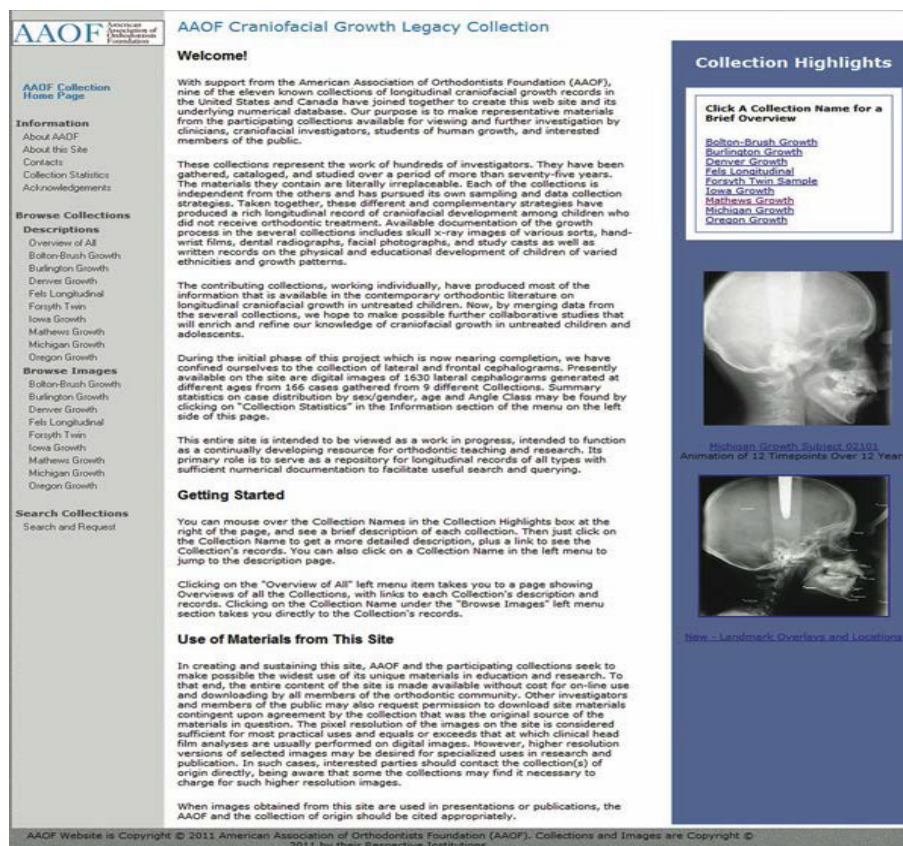 AAOF American
Association of
Orthodontists
Foundation
AAOF Collection
Home Page
Information
About AAOF
About this Site
Contacts
Collection Statistics
Acknowledgements
Browse Collections
Descriptions
Overview of All
Bolton-Brush Growth
Burlington Growth
Denver Growth
Fels Longitudinal
Forsyth Twin
Iowa Growth
Mathews Growth
Michigan Growth
Oregon Growth
Browse Images
Bolton-Brush Growth
Burlington Growth
Denver Growth
Fels Longitudinal
Forsyth Twin
Iowa Growth
Mathews Growth
Michigan Growth
Oregon Growth
Search Collections
Search and Request
AAOF Craniofacial Growth Legacy Collection
Welcome!
With support from the American Association of Orthodontists Foundation (AAOF),
nine of the eleven known collections of longitudinal craniofacial growth records in
the United States and Canada have joined together to create this web site and its
underlying numerical database. Our purpose is to make representative materials
from the participating collections available for viewing and further investigation by
clinicians, craniofacial investigators, students of human growth, and interested
members of the public.
These collections represent the work of hundreds of investigators. They have been
gathered, cataloged, and studied over a period of more than seventy-five years.
The materials they contain are literally irreplaceable. Each of the collections is
independent from the others and has pursued its own sampling and data collection
strategies. Taken together, these different and complementary strategies have
produced a rich longitudinal record of craniofacial development among children who
did not receive orthodontic treatment. Available documentation of the growth
process in the several collections includes skull x-ray images of various sorts, hand-
wrist films, dental radiographs, facial photographs, and study casts as well as
written records on the physical and educational development of children of varied
ethnicities and growth patterns.
The contributing collections, working individually, have produced most of the
information that is available in the contemporary orthodontic literature on
longitudinal craniofacial growth in untreated children. Now, by merging data from
the several collections, we hope to make possible further collaborative studies that
will enrich and refine our knowledge of craniofacial growth in untreated children and
adolescents.
During the initial phase of this project which is now nearing completion, we have
confined ourselves to the collection of lateral and frontal cephalograms. Presently
available on the site are digital images of 1630 lateral cephalograms generated at
different ages from 166 cases gathered from 9 different Collections. Summary
statistics on case distribution by sex/gender, age and Angle Class may be found by
clicking on "Collection Statistics" in the Information section of the menu on the left
side of this page.
This entire site is intended to be viewed as a work in progress, intended to function
as a continually developing resource for orthodontic teaching and research. Its
primary role is to serve as a repository for longitudinal records of all types with
sufficient numerical documentation to facilitate useful search and querying.
Getting Started
You can mouse over the Collection Names in the Collection Highlights box at the
right of the page, and see a brief description of each collection. Then just click on
the Collection Name to get a more detailed description, plus a link to see the
Collection's records. You can also click on a Collection Name in the left menu to
jump to the description page.
Clicking on the "Overview of All" left menu item takes you to a page showing
Overviews of all the Collections, with links to each Collection's description and
records. Clicking on the Collection Name under the "Browse Images" left menu
section takes you directly to the Collection's records.
Use of Materials from This Site
In creating and sustaining this site, AAOF and the participating collections seek to
make possible the widest use of its unique materials in education and research. To
that end, the entire content of the site is made available without cost for on-line use
and downloading by all members of the orthodontic community. Other investigators
and members of the public may also request permission to download site materials
contingent upon agreement by the collection that was the original source of the
materials in question. The pixel resolution of the images on the site is considered
sufficient for most practical uses and equals or exceeds that at which clinical head
film analyses are usually performed on digital images. However, higher resolution
versions of selected images may be desired for specialized uses in research and
publication. In such cases, interested parties should contact the collection(s) of
origin directly, being aware that some the collections may find it necessary to
charge for such higher resolution images.
When images obtained from this site are used in presentations or publications, the
AAOF and the collection of origin should be cited appropriately.
Collection Highlights
Click A Collection Name for a
Brief Overview
Bolton-Brush Growth
Burlington Growth
Denver Growth
Fels Longitudinal
Forsyth Twin Sample
Iowa Growth
Mathews Growth
Michigan Growth
Oregon Growth
Michigan Growth Subject 02101
Animation of 12 Timepoints Over 12 Year
New - Landmark Overlays and Locations
AAOF Website is Copyright © 2011 American Association of Orthodontists Foundation (AAOF). Collections and Images are Copyright ©
2011 by their Respective Institutions